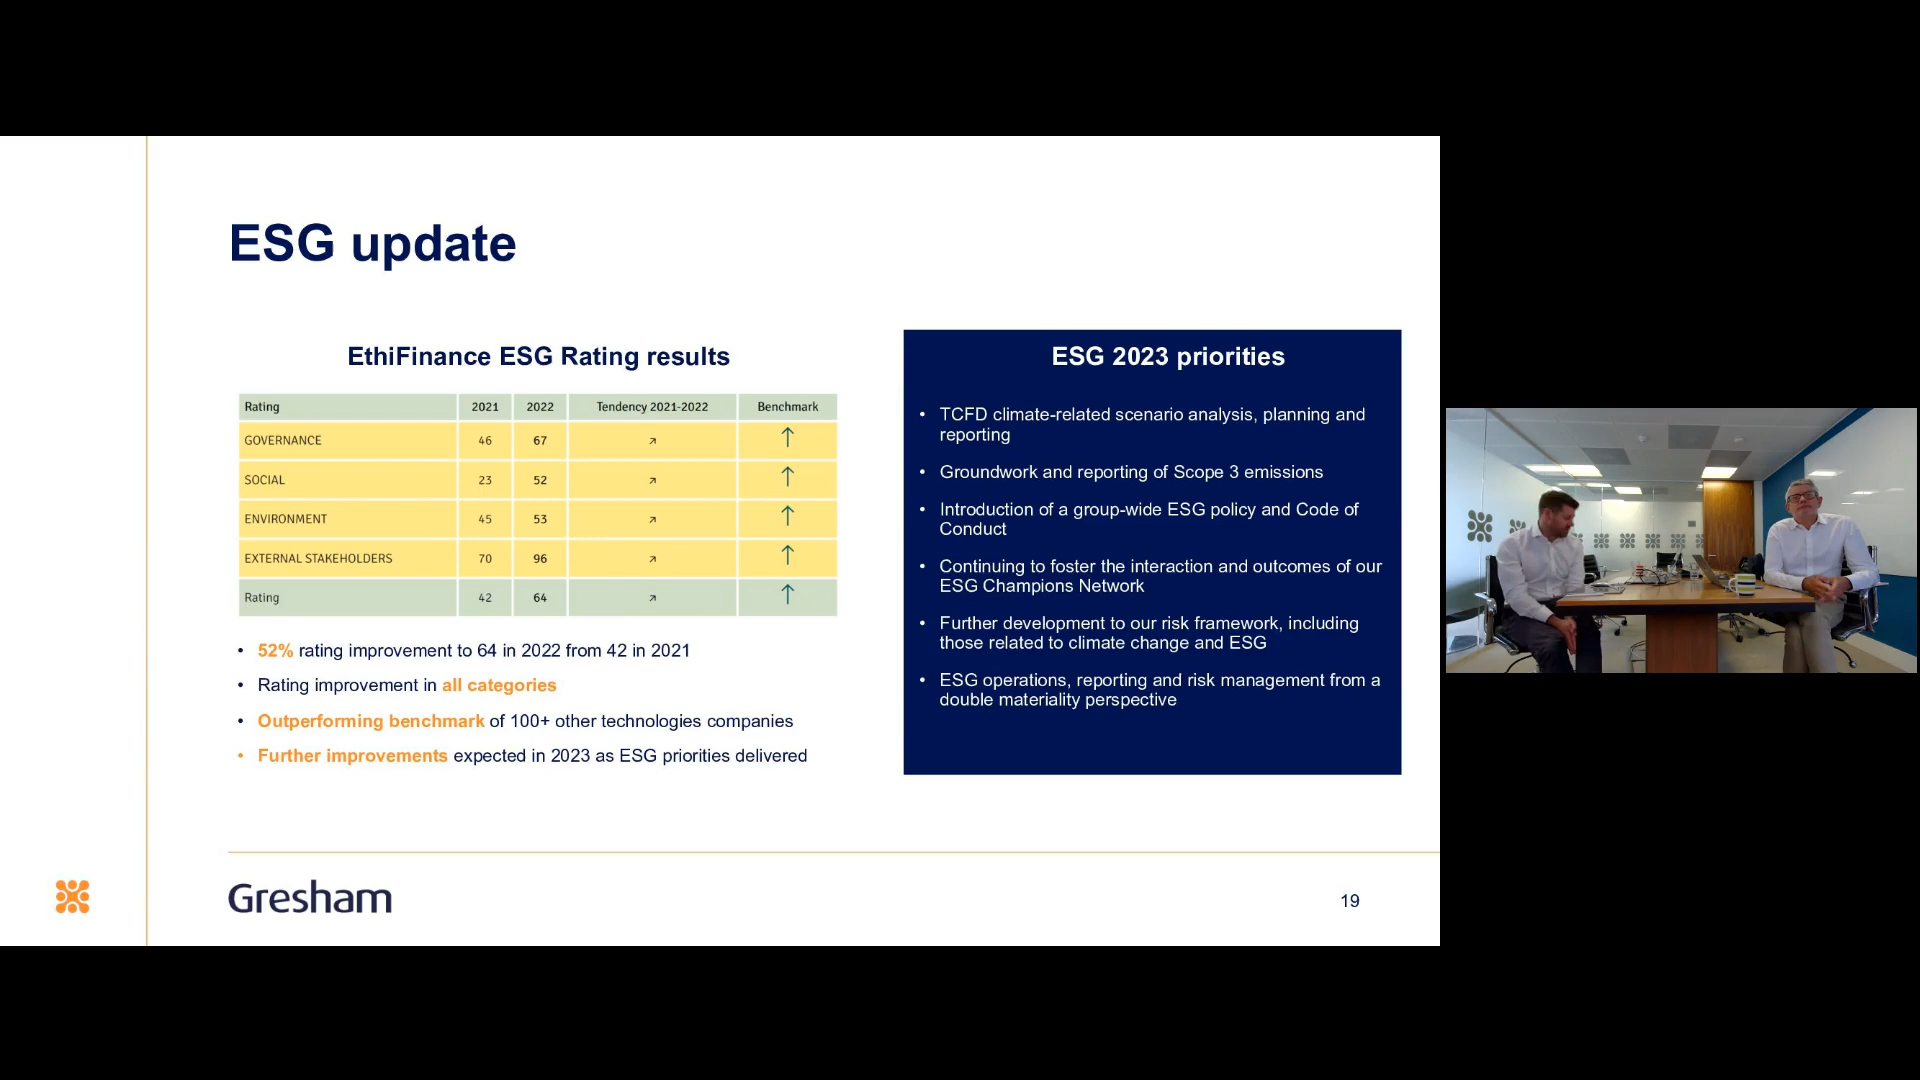 ESG update
EthiFinance ESG Rating results
Rating 2021 2022 Tendency 2021-2022 Benchmark
GOVERNANCE 46 67
SOCIAL 23 52
ENVIRONMENT 45 53
EXTERNAL STAKEHOLDERS 70 96
Rating 42 64
• 52% rating improvement to 64 in 2022 from 42 in 2021
• Rating improvement in all categories
• Outperforming benchmark of 100+ other technologies companies
• Further improvements expected in 2023 as ESG priorities delivered
ESG 2023 priorities
• TCFD climate-related scenario analysis, planning and
reporting
• Groundwork and reporting of Scope 3 emissions
• Introduction of a group-wide ESG policy and Code of
Conduct
• Continuing to foster the interaction and outcomes of our
ESG Champions Network
• Further development to our risk framework, including
those related to climate change and ESG
• ESG operations, reporting and risk management from a
double materiality perspective
Gresham
19